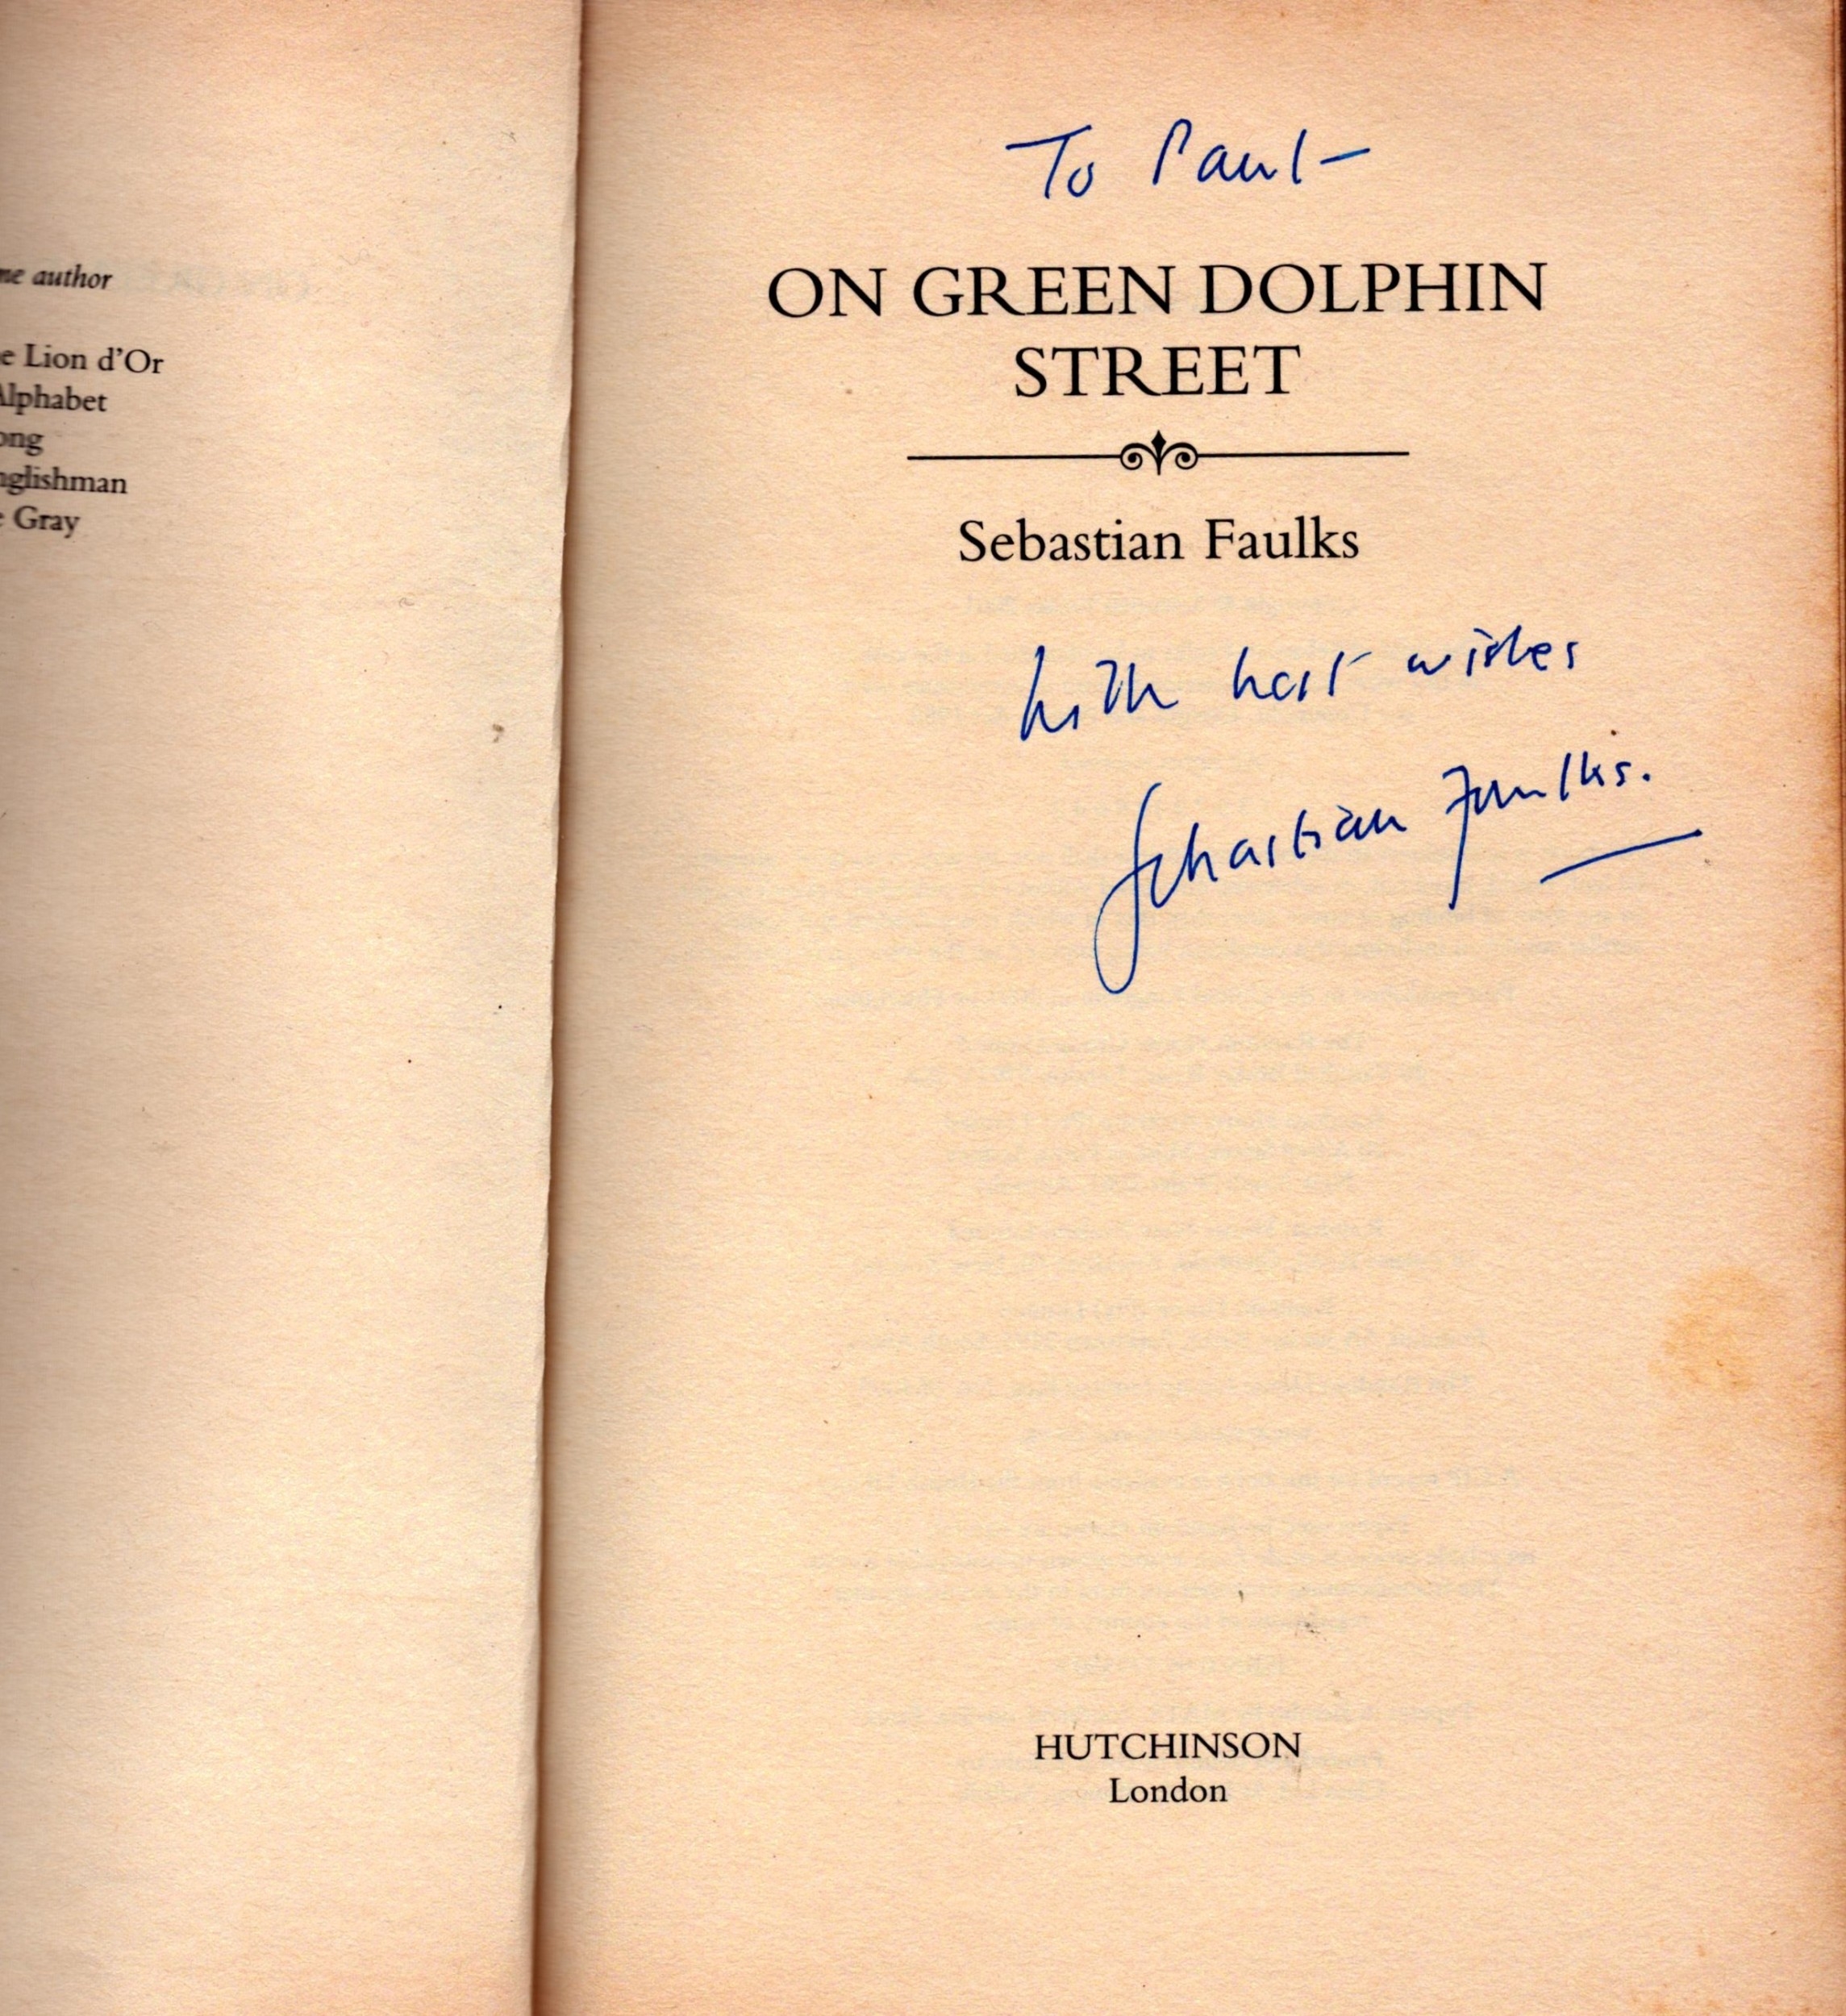 me author
e Lion d'Or
Alphabet
ong
nglishman
e Gray
To Paul –
ON GREEN DOLPHIN
STREET
Sebastian Faulks
With best wishes
Sebastian Faulks.
HUTCHINSON
London